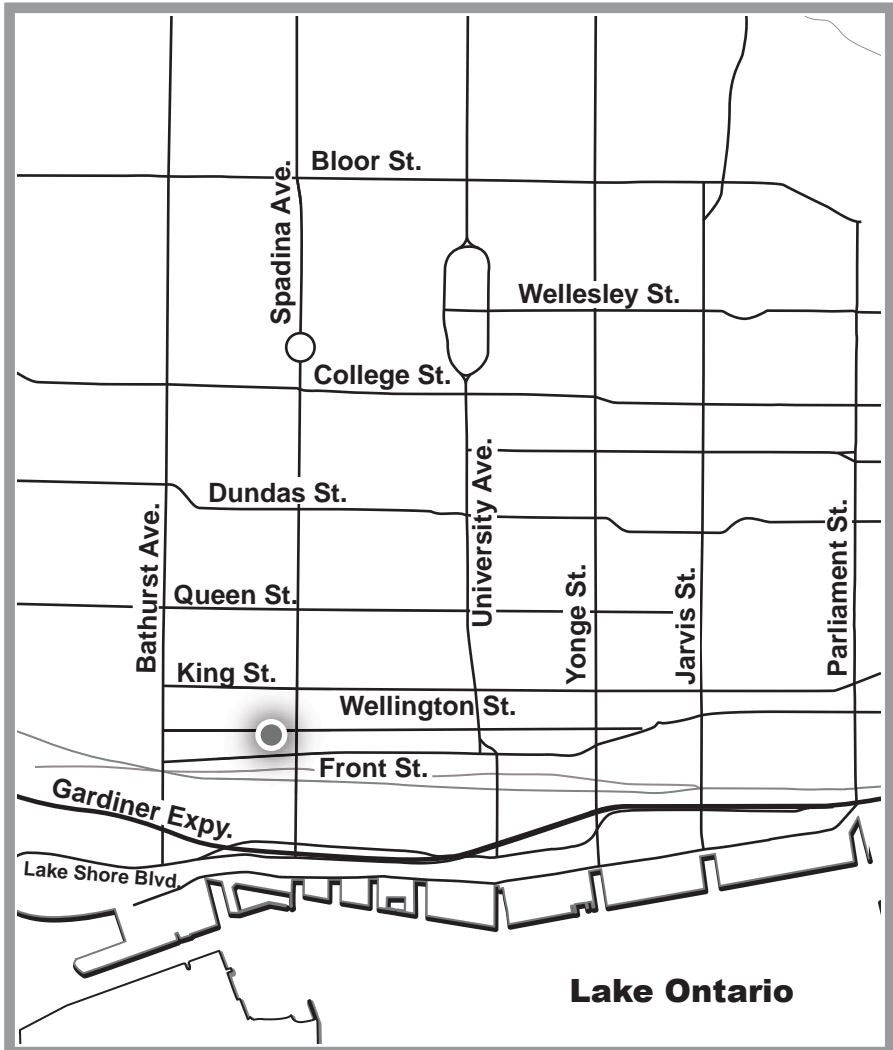 Bloor St.
Spadina Ave.
Wellesley St.
College St.
University Ave.
Dundas St.
Bathurst Ave.
Parliament St.
Queen St.
Yonge St.
Jarvis St.
King St.
Wellington St.
Front St.
Gardiner Expy.
Lake Shore Blvd.
Lake Ontario